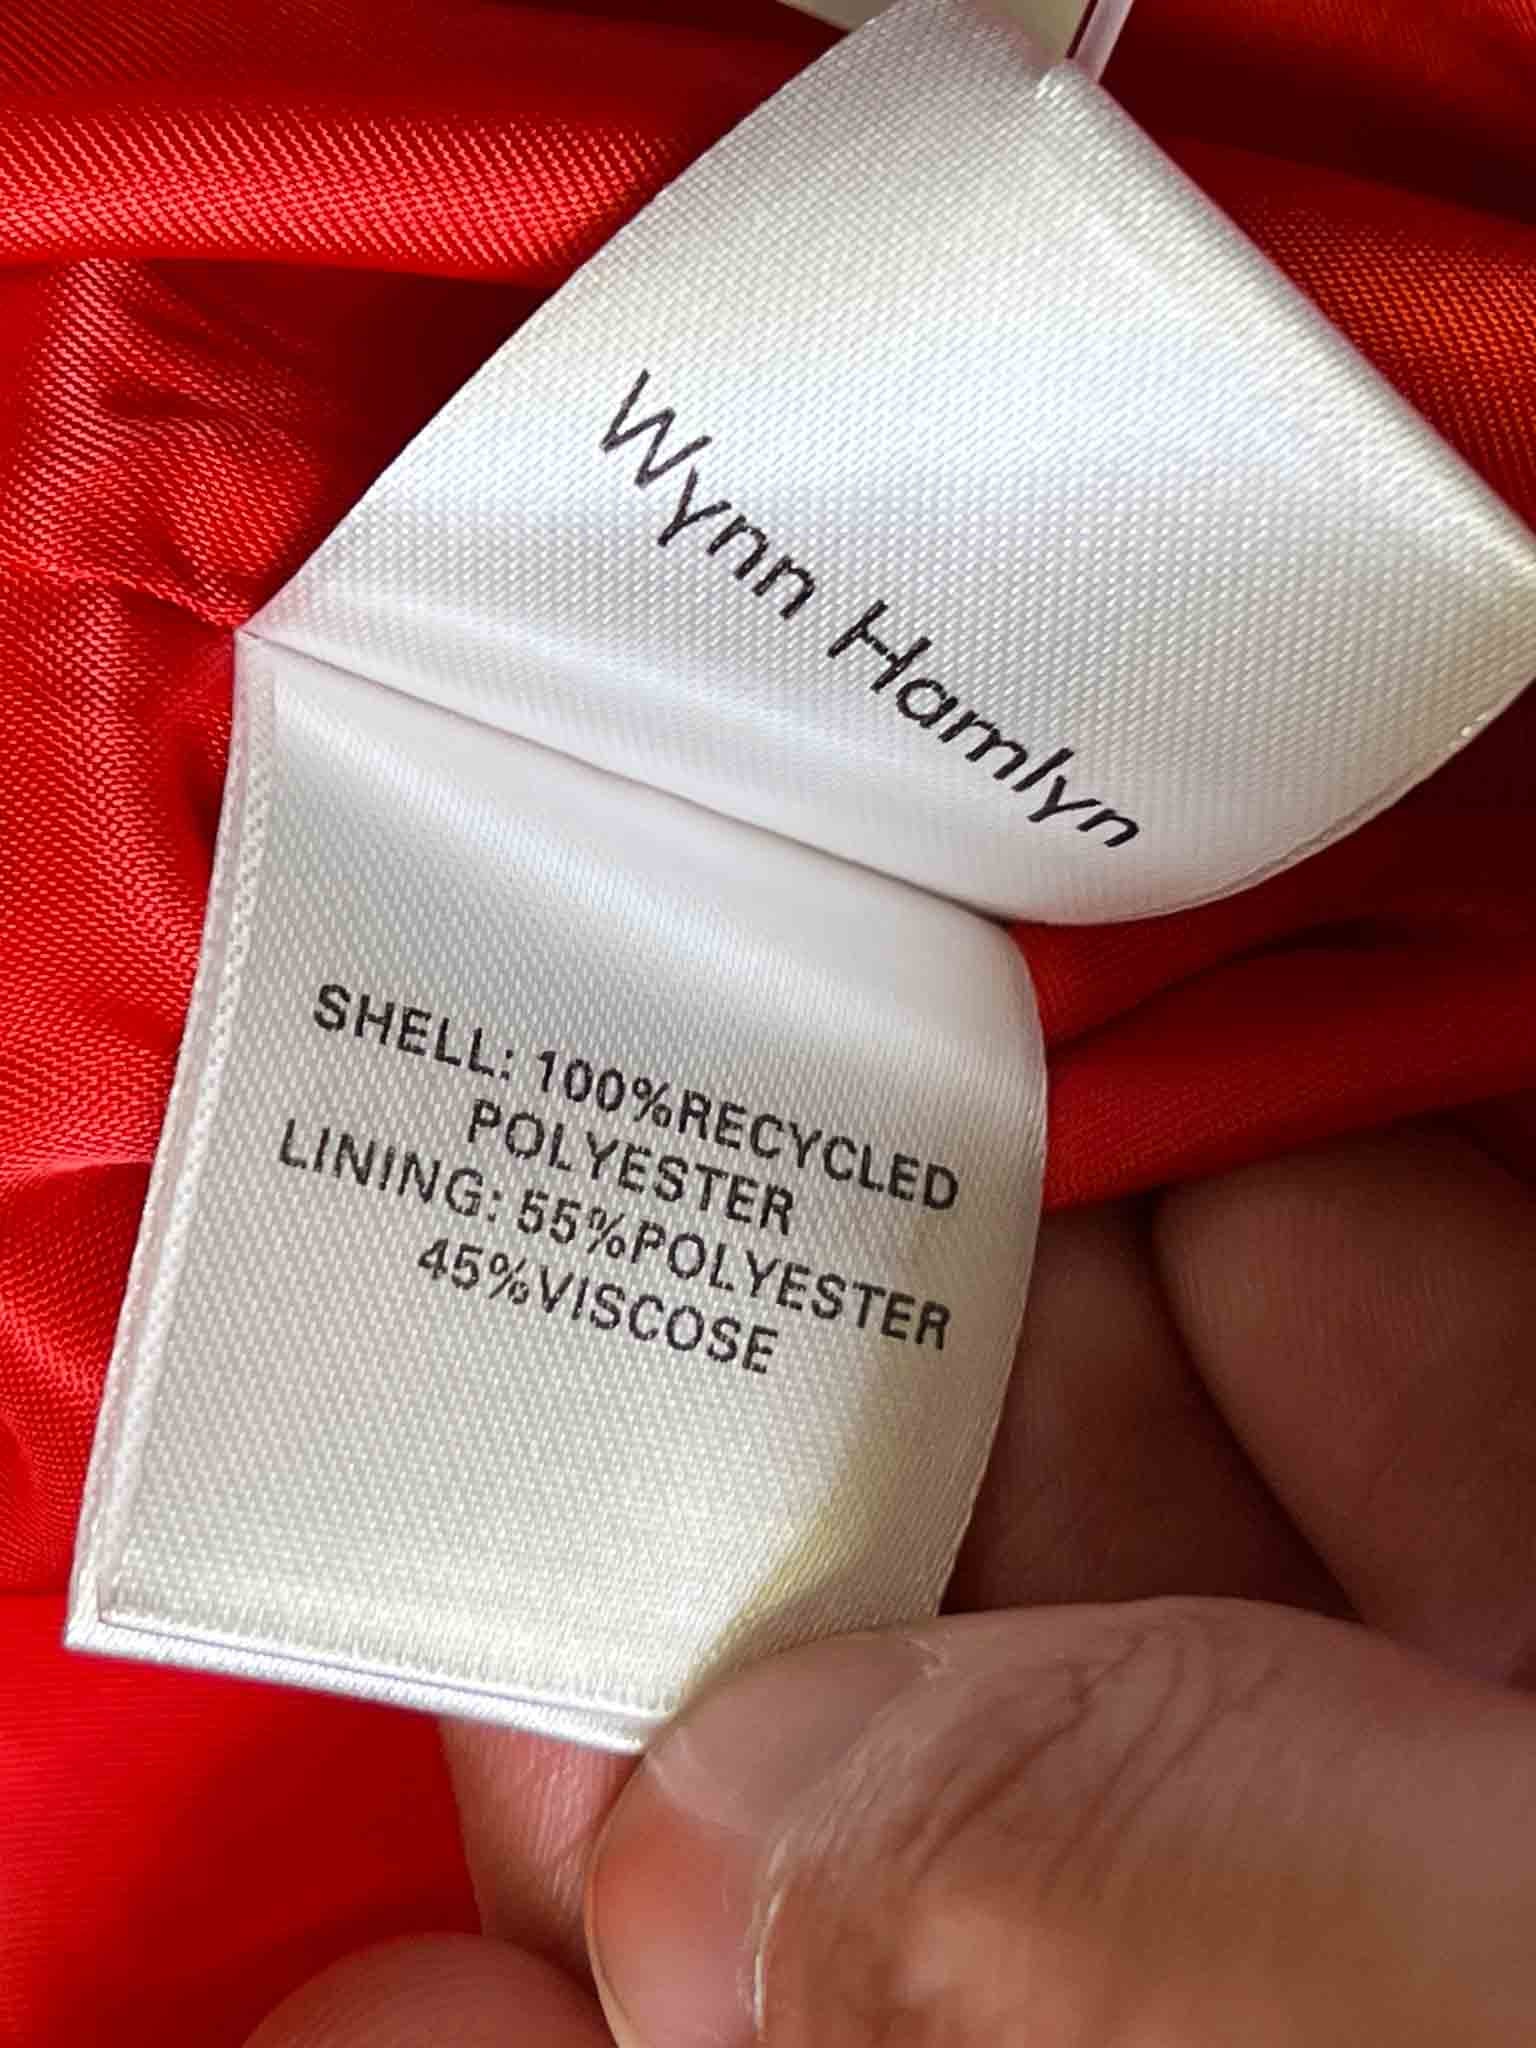 Wynn Hamlyn
SHELL: 100%RECYCLED
POLYESTER
LINING: 55%POLYESTER
45%VISCOSE